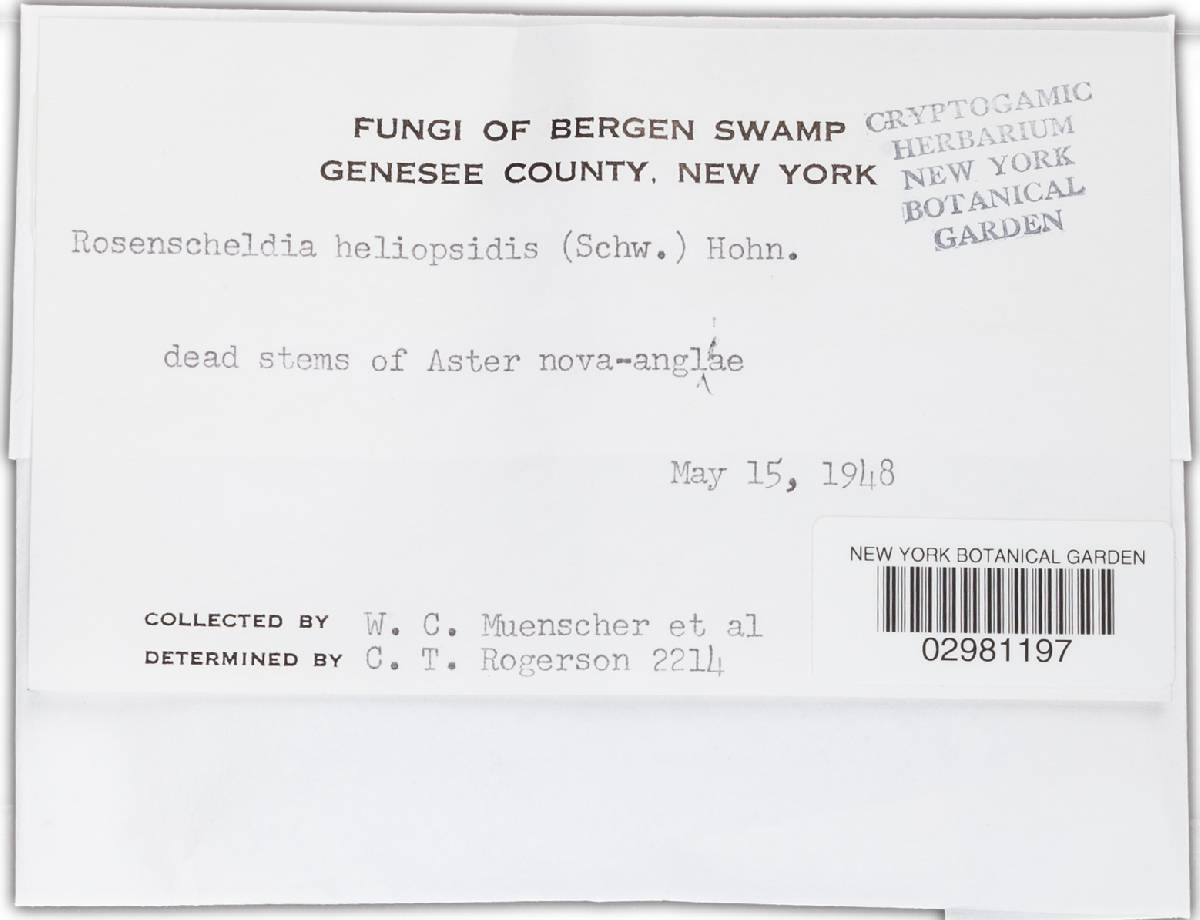 FUNGI OF BERGEN SWAMP
GENESEE COUNTY, NEW YORK
CRYPTOGAMIC
HERBARIUM
NEW YORK
BOTANICAL
GARDEN
Rosenscheldia heliopsidis (Schw.) Hohn.
dead stems of Aster nova-angliae
May 15, 1948
NEW YORK BOTANICAL GARDEN
02981197
COLLECTED BY W. C. Muenscher et al
DETERMINED BY C. T. Rogerson 2214